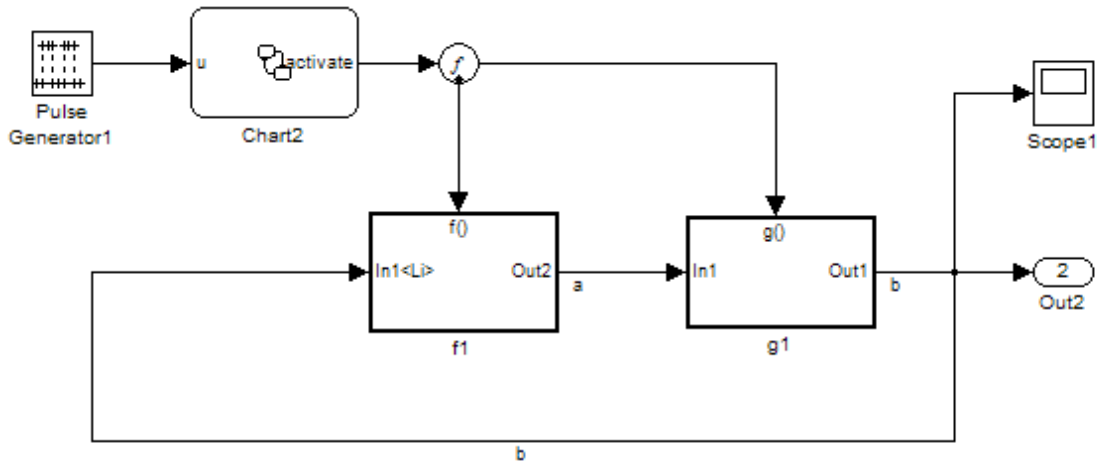 Pulse
Generator1
u
activate
Chart2
f
Scope1
f()
In1<Li>
Out2
f1
a
g()
In1
Out1
g1
b
2
Out2
b